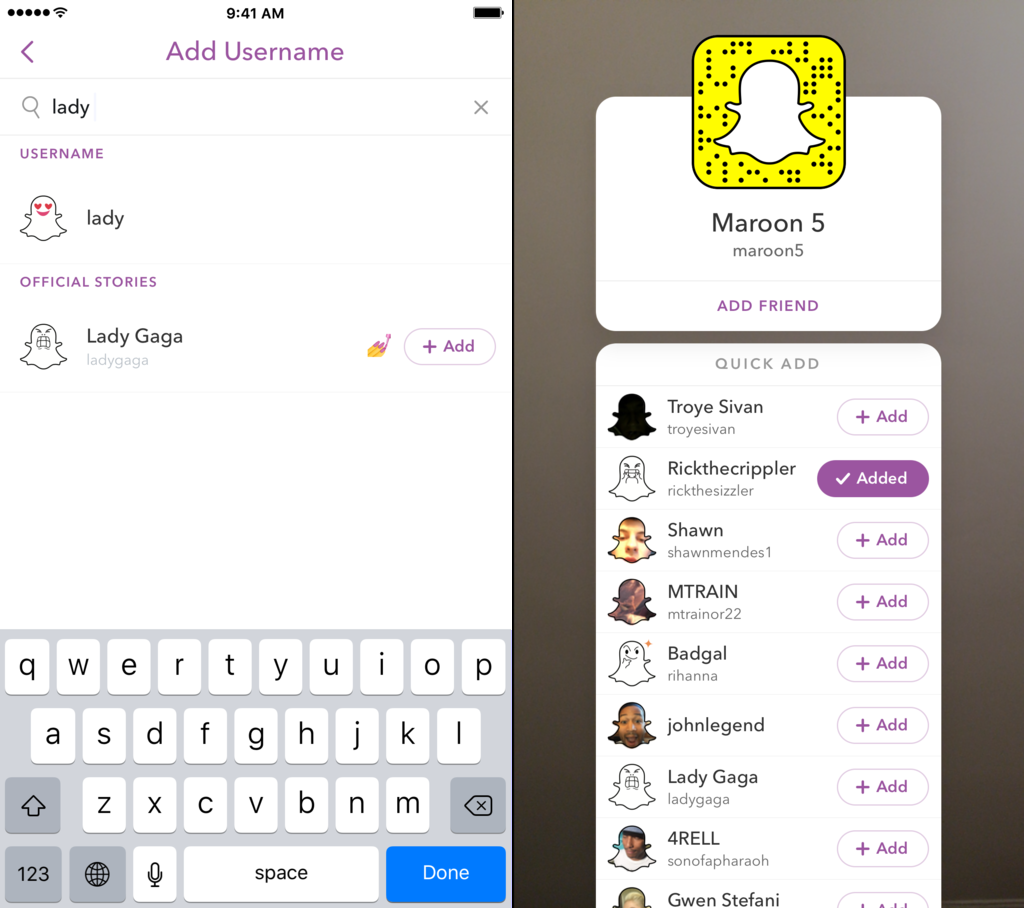 9:41 AM
Add Username
lady
USERNAME
lady
OFFICIAL STORIES
Lady Gaga
ladygaga
+ Add
q w e r t y u i o p
a s d f g h j k l
z x c v b n m
123
space
Done
Maroon 5
maroon5
ADD FRIEND
QUICK ADD
Troye Sivan
troyesivan
+ Add
Rickthecrippler
rickthesizzler
Added
Shawn
shawnmendes1
+ Add
MTRAIN
mtrainor22
+ Add
Badgal
rihanna
+ Add
johnlegend
+ Add
Lady Gaga
ladygaga
+ Add
4RELL
sonofapharaoh
+ Add
Gwen Stefani
+ Add